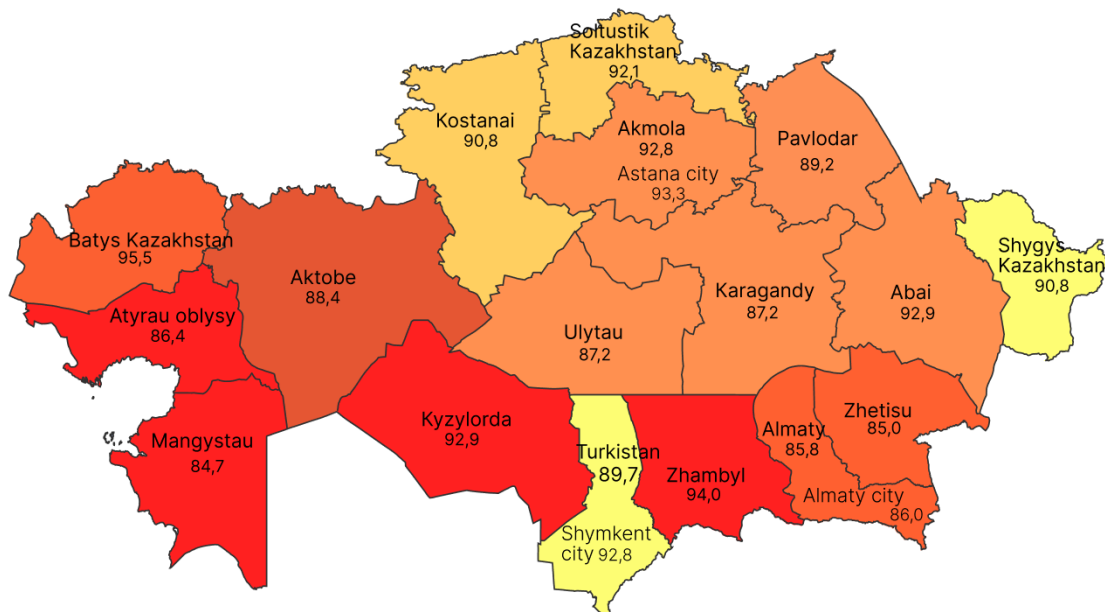 Soltustik
Kazakhstan
92,1
Kostanai
90,8
Akmola
92,8
Astana city
93,3
Pavlodar
89,2
Batys Kazakhstan
95,5
Aktobe
88,4
Shygys
Kazakhstan
90,8
Atyrau oblysy
86,4
Ulytau
87,2
Karagandy
87,2
Abai
92,9
Mangystau
84,7
Kyzylorda
92,9
Turkistan
89,7
Zhambyl
94,0
Almaty
85,8
Zhetisu
85,0
Almaty city
86,0
Shymkent
city 92,8